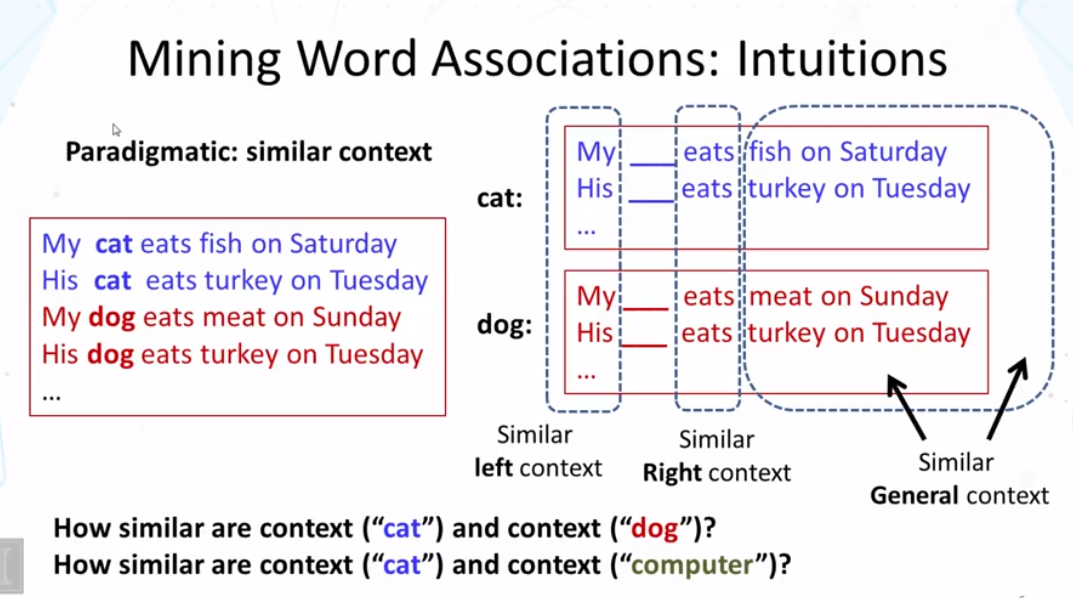 Mining Word Associations: Intuitions
Paradigmatic: similar context
My cat eats fish on Saturday
His cat eats turkey on Tuesday
My dog eats meat on Sunday
His dog eats turkey on Tuesday
...
cat:
My ___ eats fish on Saturday
His ___ eats turkey on Tuesday
...
dog:
My ___ eats meat on Sunday
His ___ eats turkey on Tuesday
...
Similar
left context
Similar
Right context
Similar
General context
How similar are context ("cat") and context ("dog")?
How similar are context ("cat") and context ("computer")?